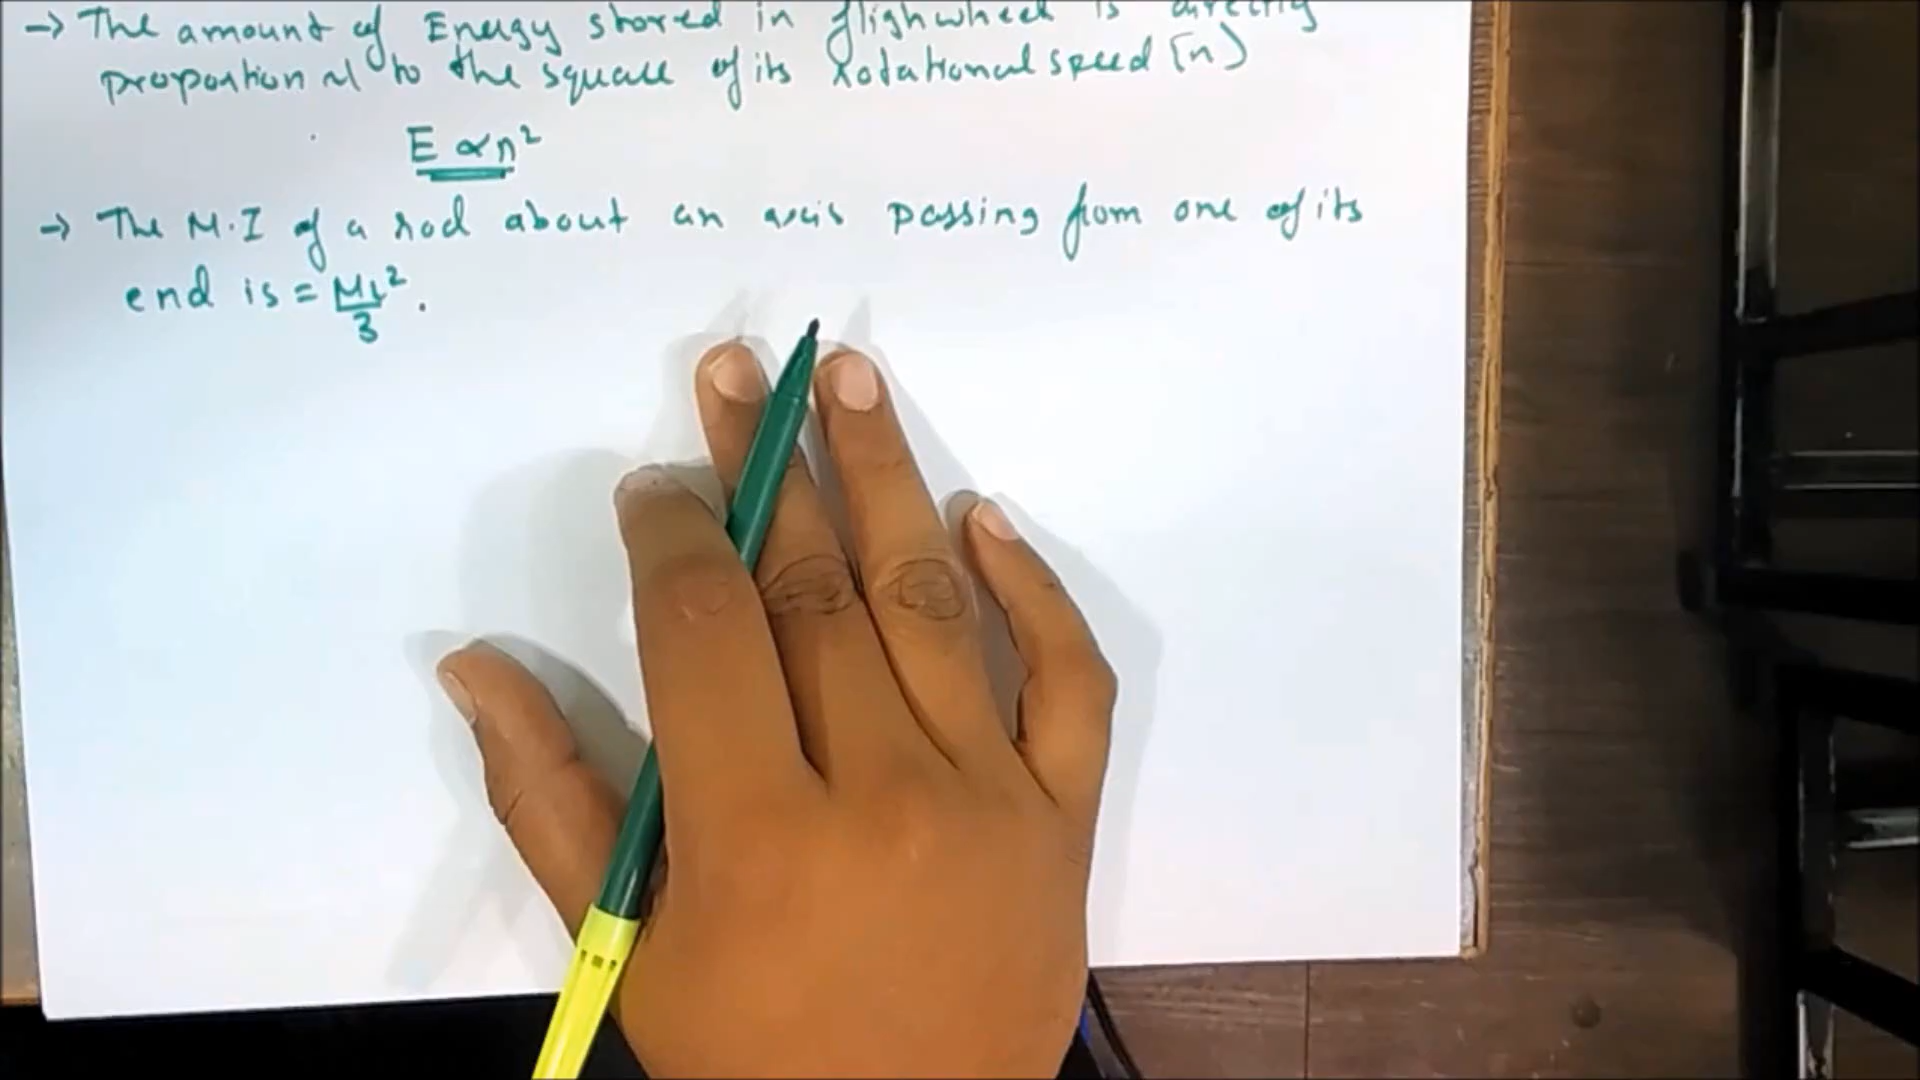 → The amount of Energy stored in flighwheel is directly
proportional to the square of its rotational speed (n)
E ∝ n²
→ The M.I of a rod about an axis passing from one of its
end is = ML²/3.